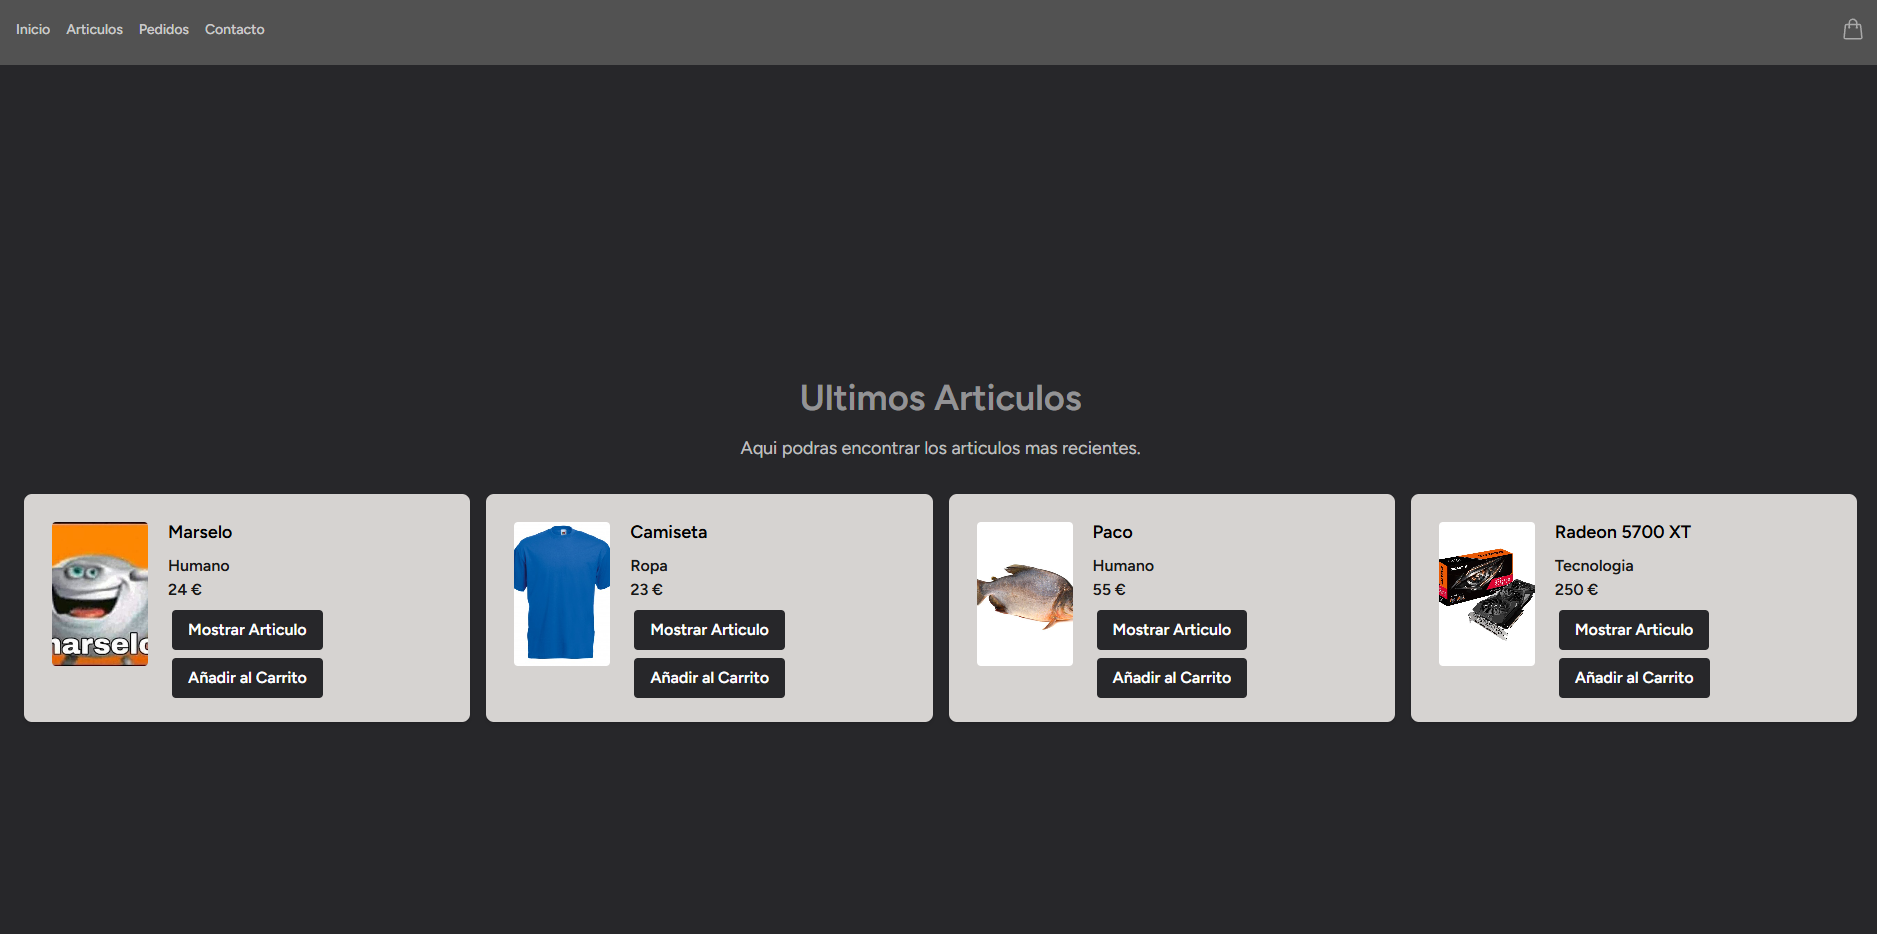 Inicio Articulos Pedidos Contacto
Ultimos Articulos
Aqui podras encontrar los articulos mas recientes.
Marselo
Humano
24 €
Mostrar Articulo
Añadir al Carrito
marselo
Camiseta
Ropa
23 €
Mostrar Articulo
Añadir al Carrito
Paco
Humano
55 €
Mostrar Articulo
Añadir al Carrito
Radeon 5700 XT
Tecnologia
250 €
Mostrar Articulo
Añadir al Carrito